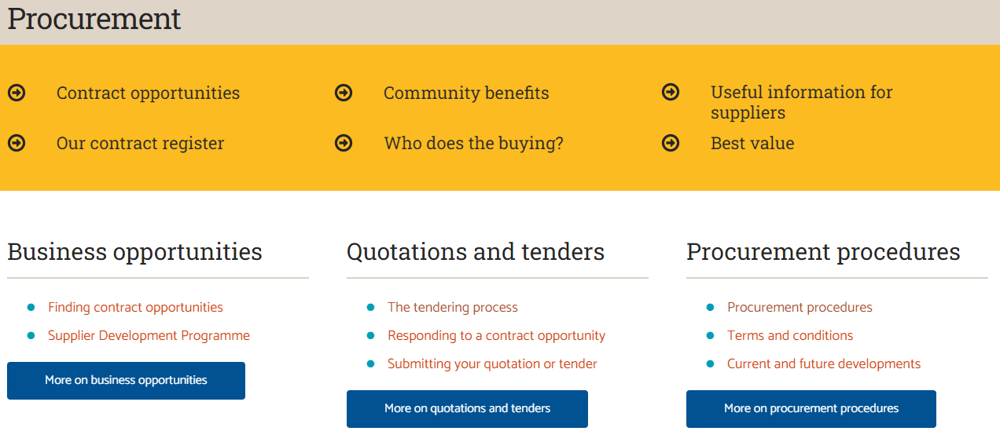 Procurement
Contract opportunities
Community benefits
Useful information for
suppliers
Our contract register
Who does the buying?
Best value
Business opportunities
Finding contract opportunities
Supplier Development Programme
More on business opportunities
Quotations and tenders
The tendering process
Responding to a contract opportunity
Submitting your quotation or tender
More on quotations and tenders
Procurement procedures
Procurement procedures
Terms and conditions
Current and future developments
More on procurement procedures